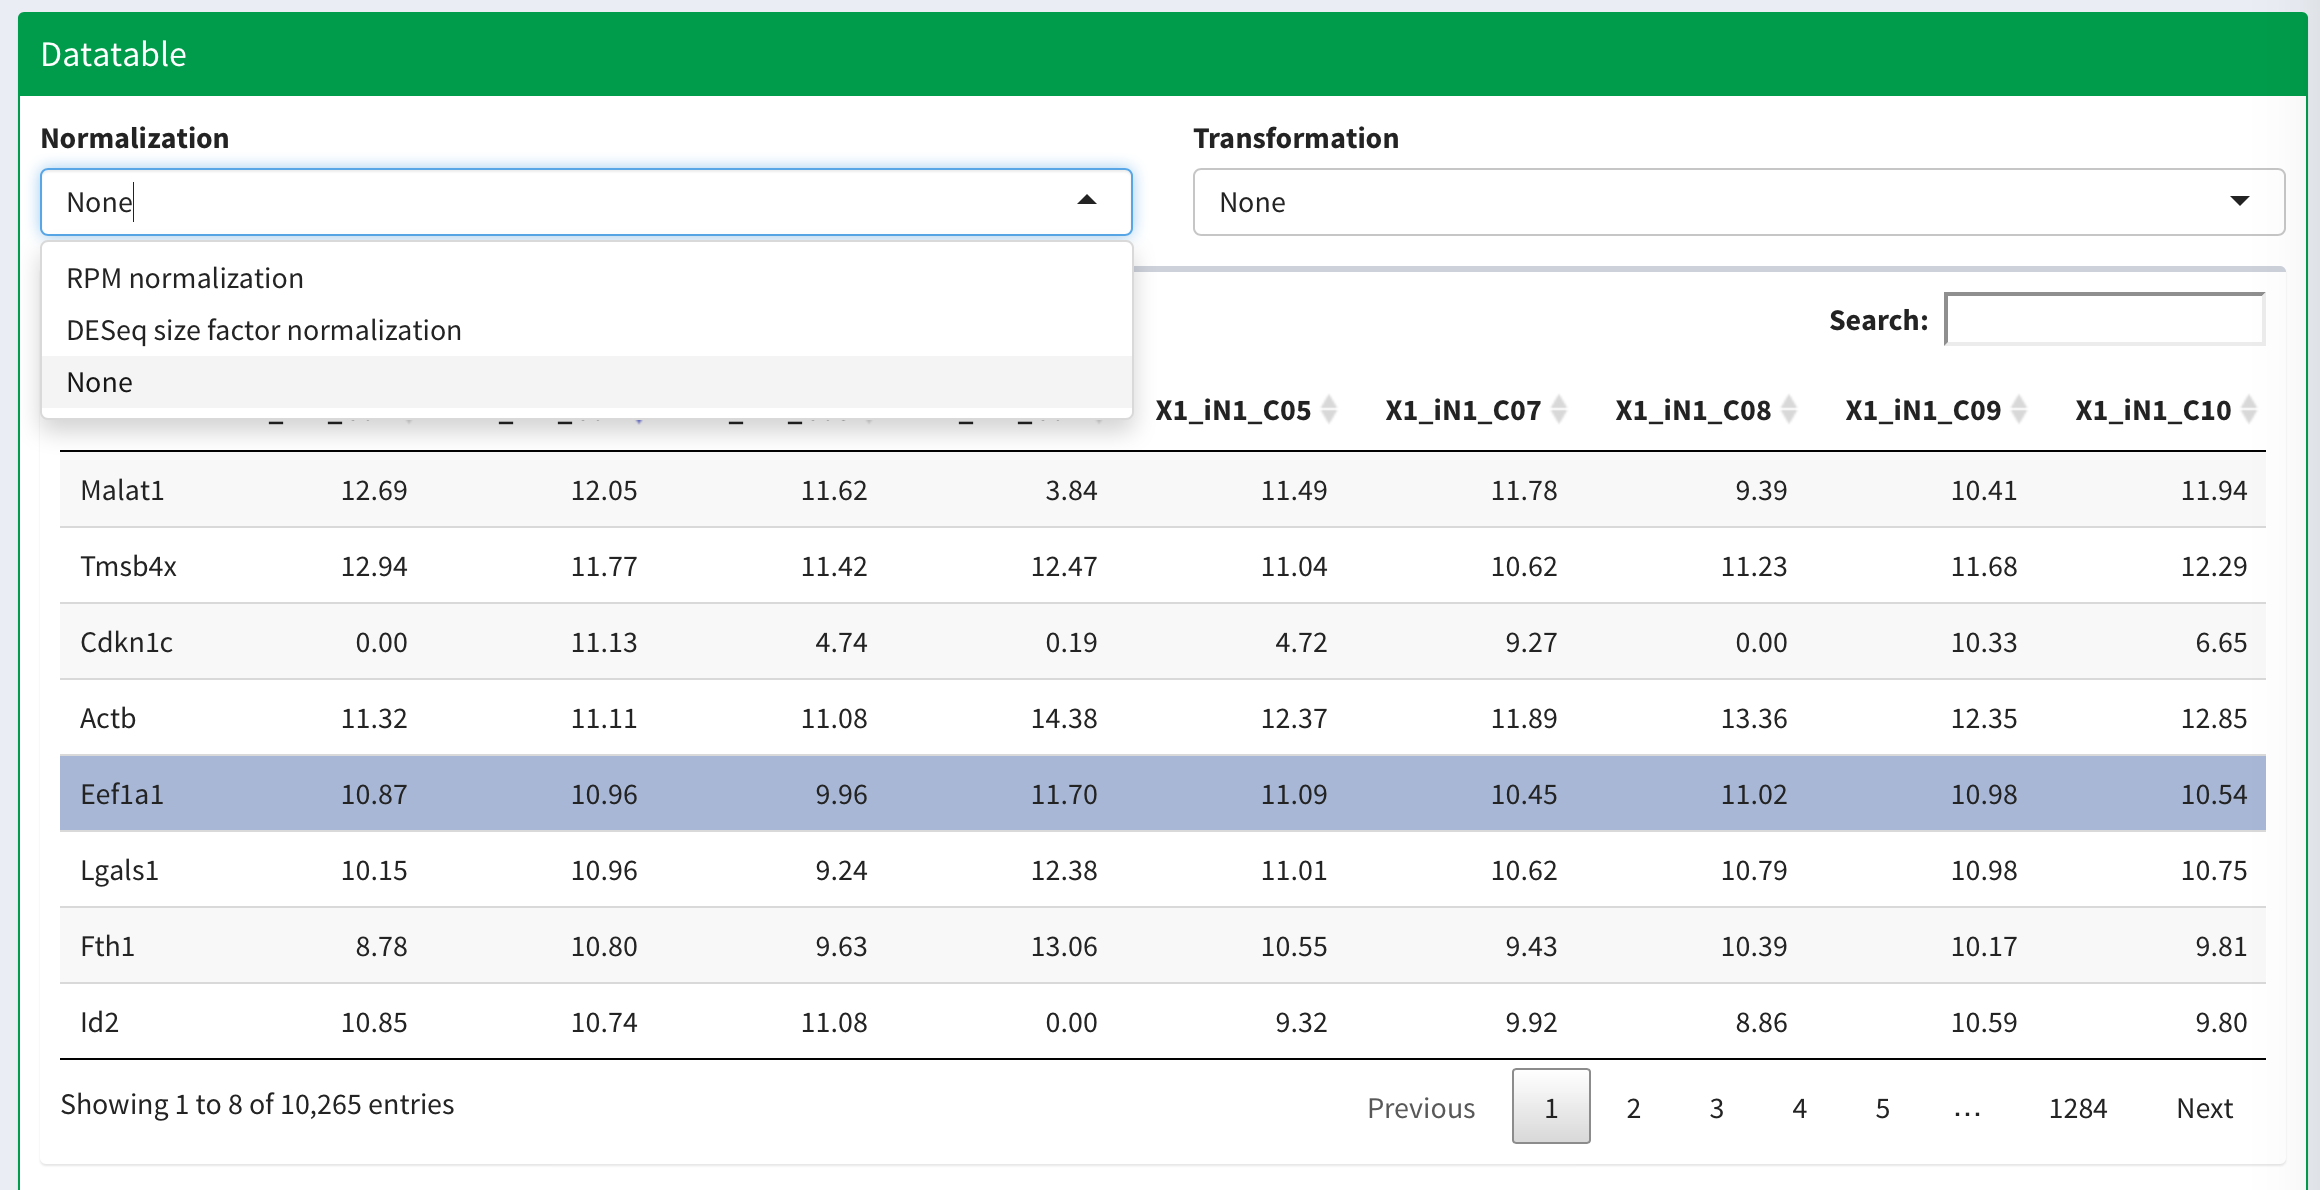 Datatable
Normalization Transformation
None None
RPM normalization
DESeq size factor normalization
None
Search:
X1_iN1_C05 X1_iN1_C07 X1_iN1_C08 X1_iN1_C09 X1_iN1_C10
Malat1 12.69 12.05 11.62 3.84 11.49 11.78 9.39 10.41 11.94
Tmsb4x 12.94 11.77 11.42 12.47 11.04 10.62 11.23 11.68 12.29
Cdkn1c 0.00 11.13 4.74 0.19 4.72 9.27 0.00 10.33 6.65
Actb 11.32 11.11 11.08 14.38 12.37 11.89 13.36 12.35 12.85
Eef1a1 10.87 10.96 9.96 11.70 11.09 10.45 11.02 10.98 10.54
Lgals1 10.15 10.96 9.24 12.38 11.01 10.62 10.79 10.98 10.75
Fth1 8.78 10.80 9.63 13.06 10.55 9.43 10.39 10.17 9.81
Id2 10.85 10.74 11.08 0.00 9.32 9.92 8.86 10.59 9.80
Showing 1 to 8 of 10,265 entries
Previous 1 2 3 4 5 … 1284 Next